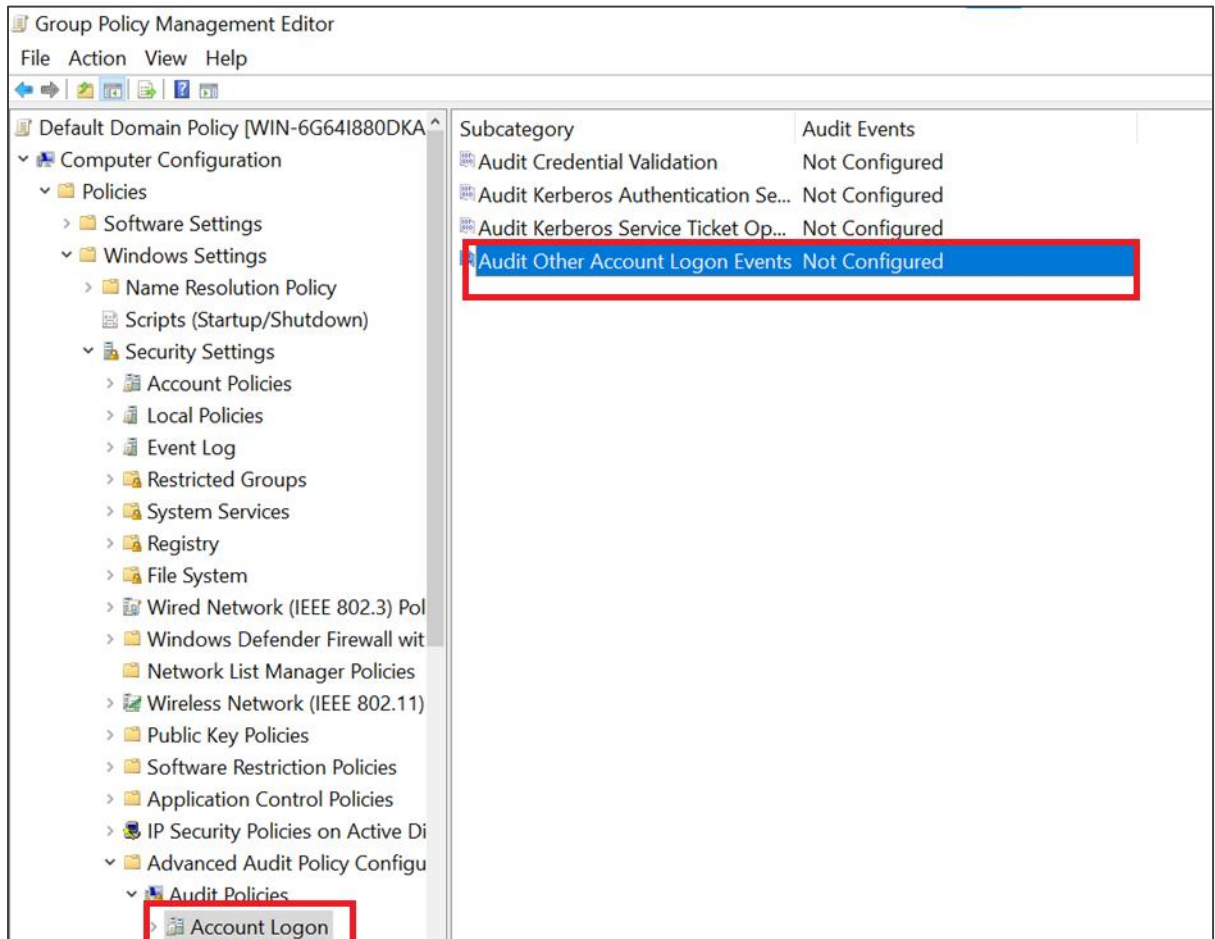 Group Policy Management Editor
File Action View Help
Default Domain Policy [WIN-6G64I880DKA
Computer Configuration
Policies
Software Settings
Windows Settings
Name Resolution Policy
Scripts (Startup/Shutdown)
Security Settings
Account Policies
Local Policies
Event Log
Restricted Groups
System Services
Registry
File System
Wired Network (IEEE 802.3) Pol
Windows Defender Firewall wit
Network List Manager Policies
Wireless Network (IEEE 802.11)
Public Key Policies
Software Restriction Policies
Application Control Policies
IP Security Policies on Active Di
Advanced Audit Policy Configu
Audit Policies
Account Logon
Subcategory Audit Events
Audit Credential Validation Not Configured
Audit Kerberos Authentication Se... Not Configured
Audit Kerberos Service Ticket Op... Not Configured
Audit Other Account Logon Events Not Configured